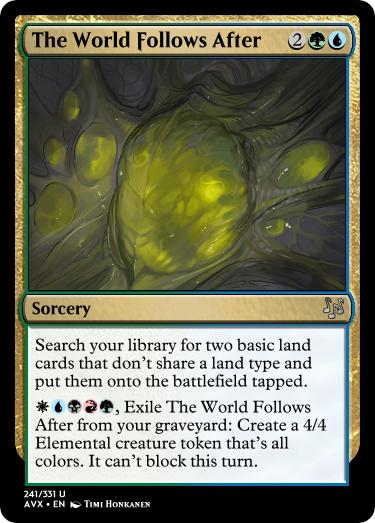 The World Follows After 2
Sorcery
Search your library for two basic land
cards that don't share a land type and
put them onto the battlefield tapped.
, Exile The World Follows
After from your graveyard: Create a 4/4
Elemental creature token that's all
colors. It can't block this turn.
241/331 U
AVX • EN Timi Honkanen